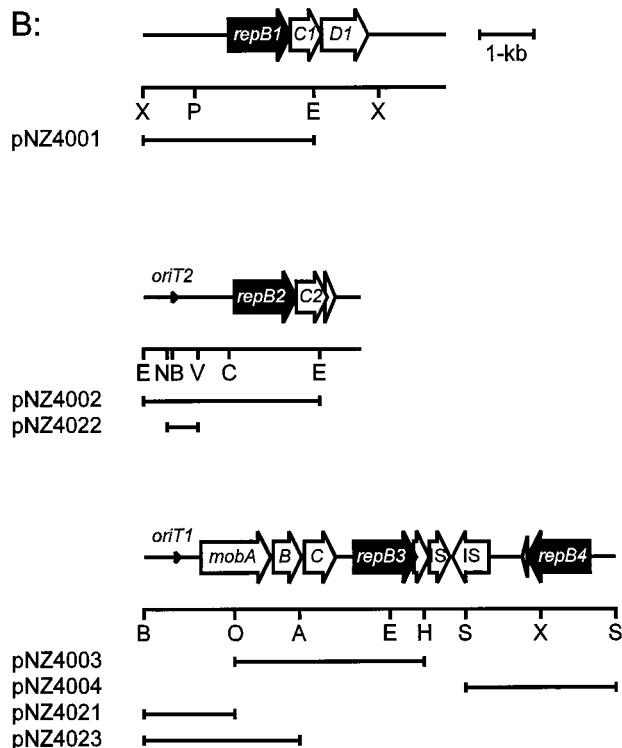 B:
repB1 C1 D1
1-kb
X P E X
pNZ4001
oriT2
repB2 C2
E N B V C E
pNZ4002
pNZ4022
oriT1
mobA B C repB3 S IS repB4
B O A E H S X S
pNZ4003
pNZ4004
pNZ4021
pNZ4023